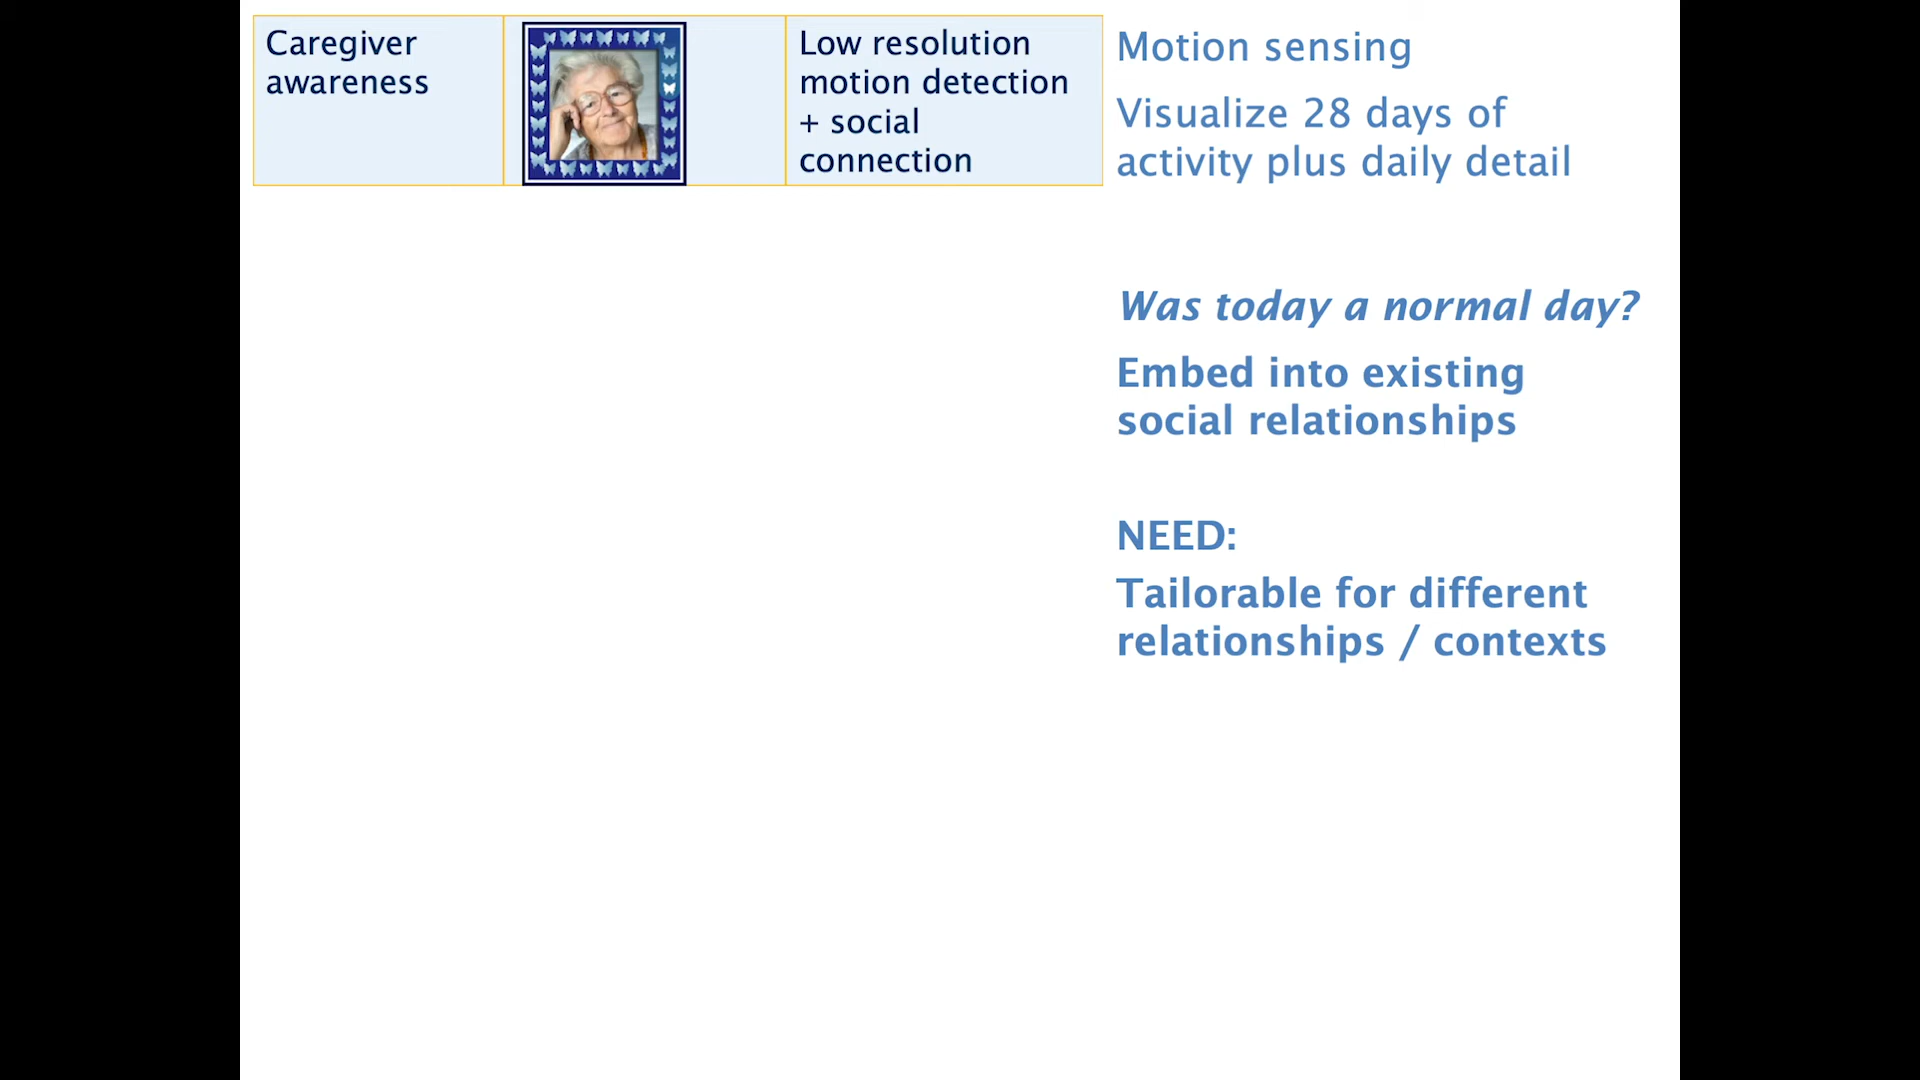 Caregiver
awareness
Low resolution
motion detection
+ social
connection
Motion sensing
Visualize 28 days of
activity plus daily detail
Was today a normal day?
Embed into existing
social relationships
NEED:
Tailorable for different
relationships / contexts